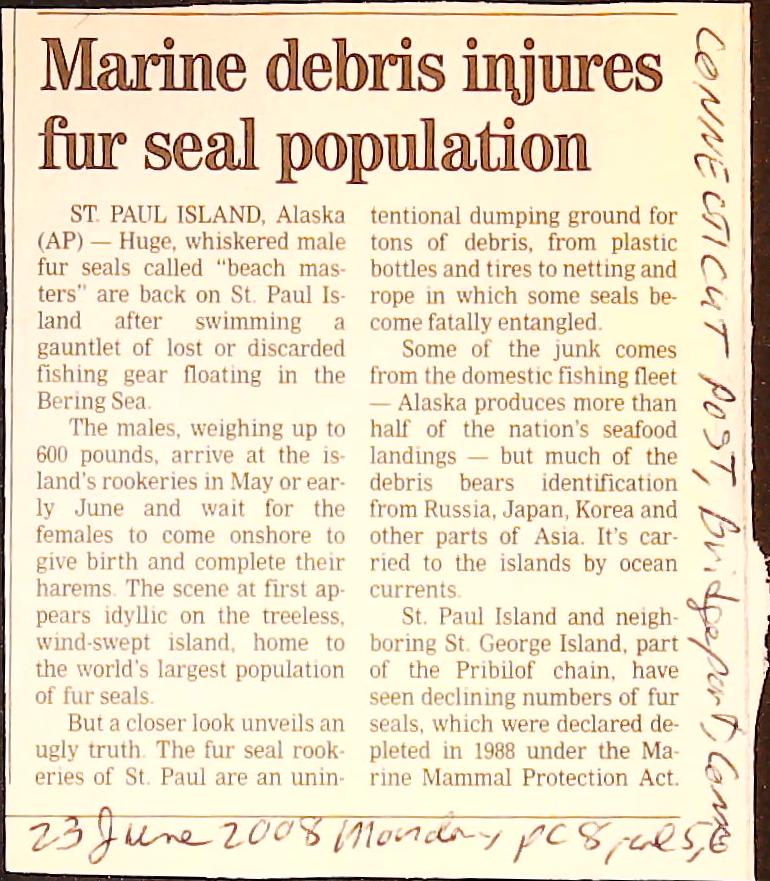 Marine debris injures
fur seal population
ST. PAUL ISLAND, Alaska
(AP) — Huge, whiskered male
fur seals called “beach mas-
ters” are back on St. Paul Is-
land after swimming a
gauntlet of lost or discarded
fishing gear floating in the
Bering Sea.
The males, weighing up to
600 pounds, arrive at the is-
land's rookeries in May or ear-
ly June and wait for the
females to come onshore to
give birth and complete their
harems. The scene at first ap-
pears idyllic on the treeless,
wind-swept island, home to
the world's largest population
of fur seals.
But a closer look unveils an
ugly truth. The fur seal rook-
eries of St. Paul are an unin-
tentional dumping ground for
tons of debris, from plastic
bottles and tires to netting and
rope in which some seals be-
come fatally entangled.
Some of the junk comes
from the domestic fishing fleet
— Alaska produces more than
half of the nation's seafood
landings — but much of the
debris bears identification
from Russia, Japan, Korea and
other parts of Asia. It's car-
ried to the islands by ocean
currents.
St. Paul Island and neigh-
boring St. George Island, part
of the Pribilof chain, have
seen declining numbers of fur
seals, which were declared de-
pleted in 1988 under the Ma-
rine Mammal Protection Act.
CONNECTICUT POST, Bridgeport, Conn
23 June 2008 Monday pC8, col 5,6